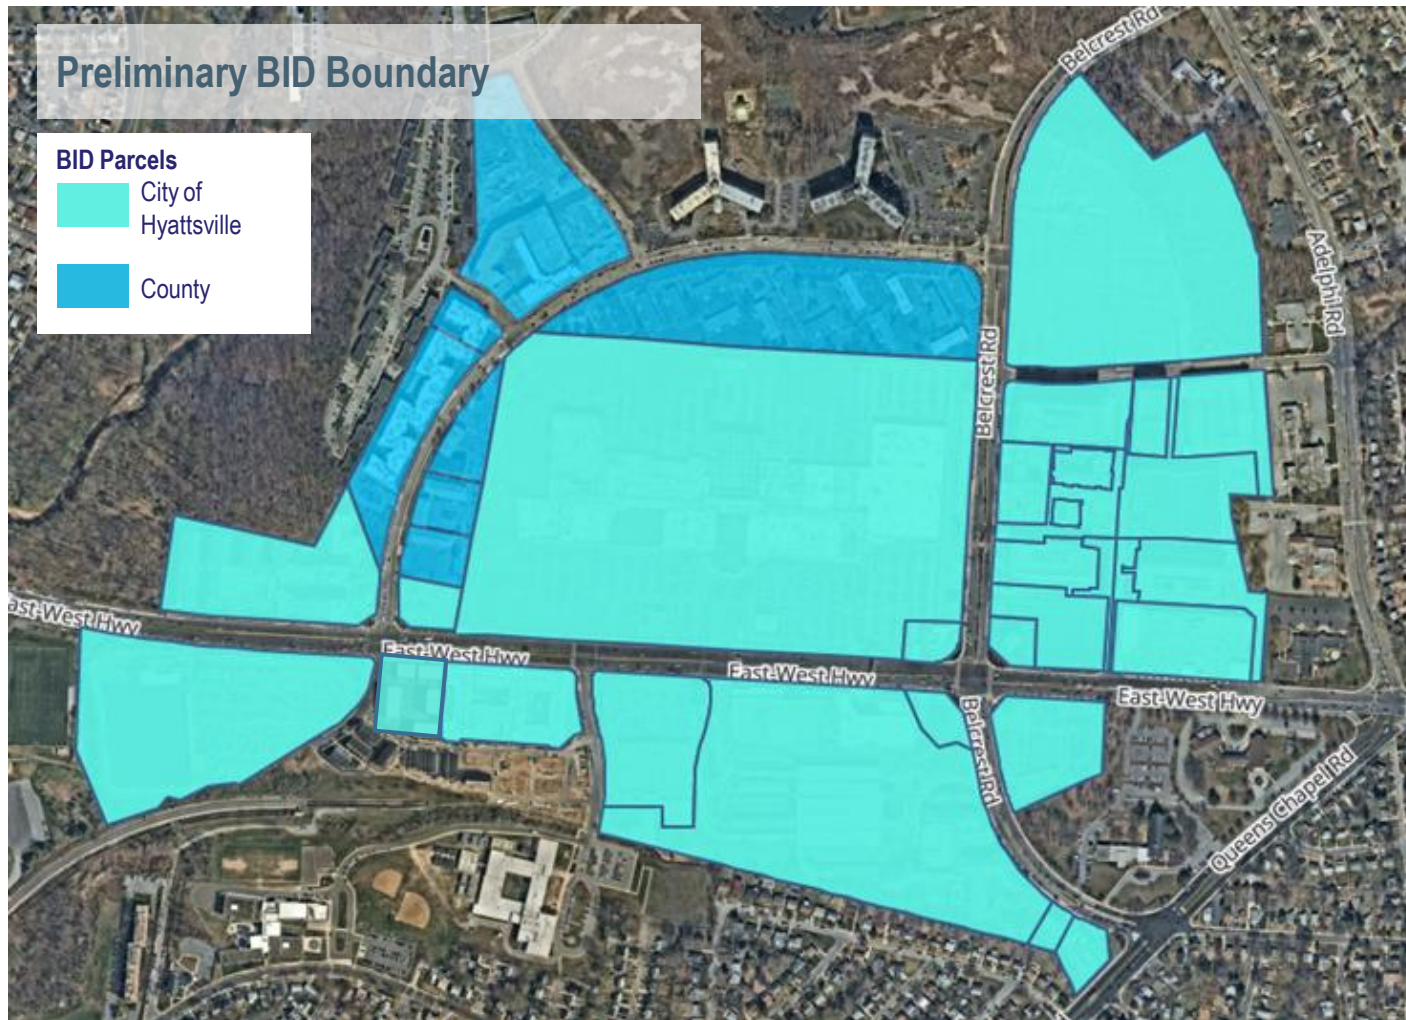 Preliminary BID Boundary
BID Parcels
City of
Hyattsville
County
Belcrest Rd
Adelphi Rd
Belcrest Rd
East-West Hwy
East-West Hwy
East-West Hwy
East-West Hwy
Belcrest Rd
Queens Chapel Rd